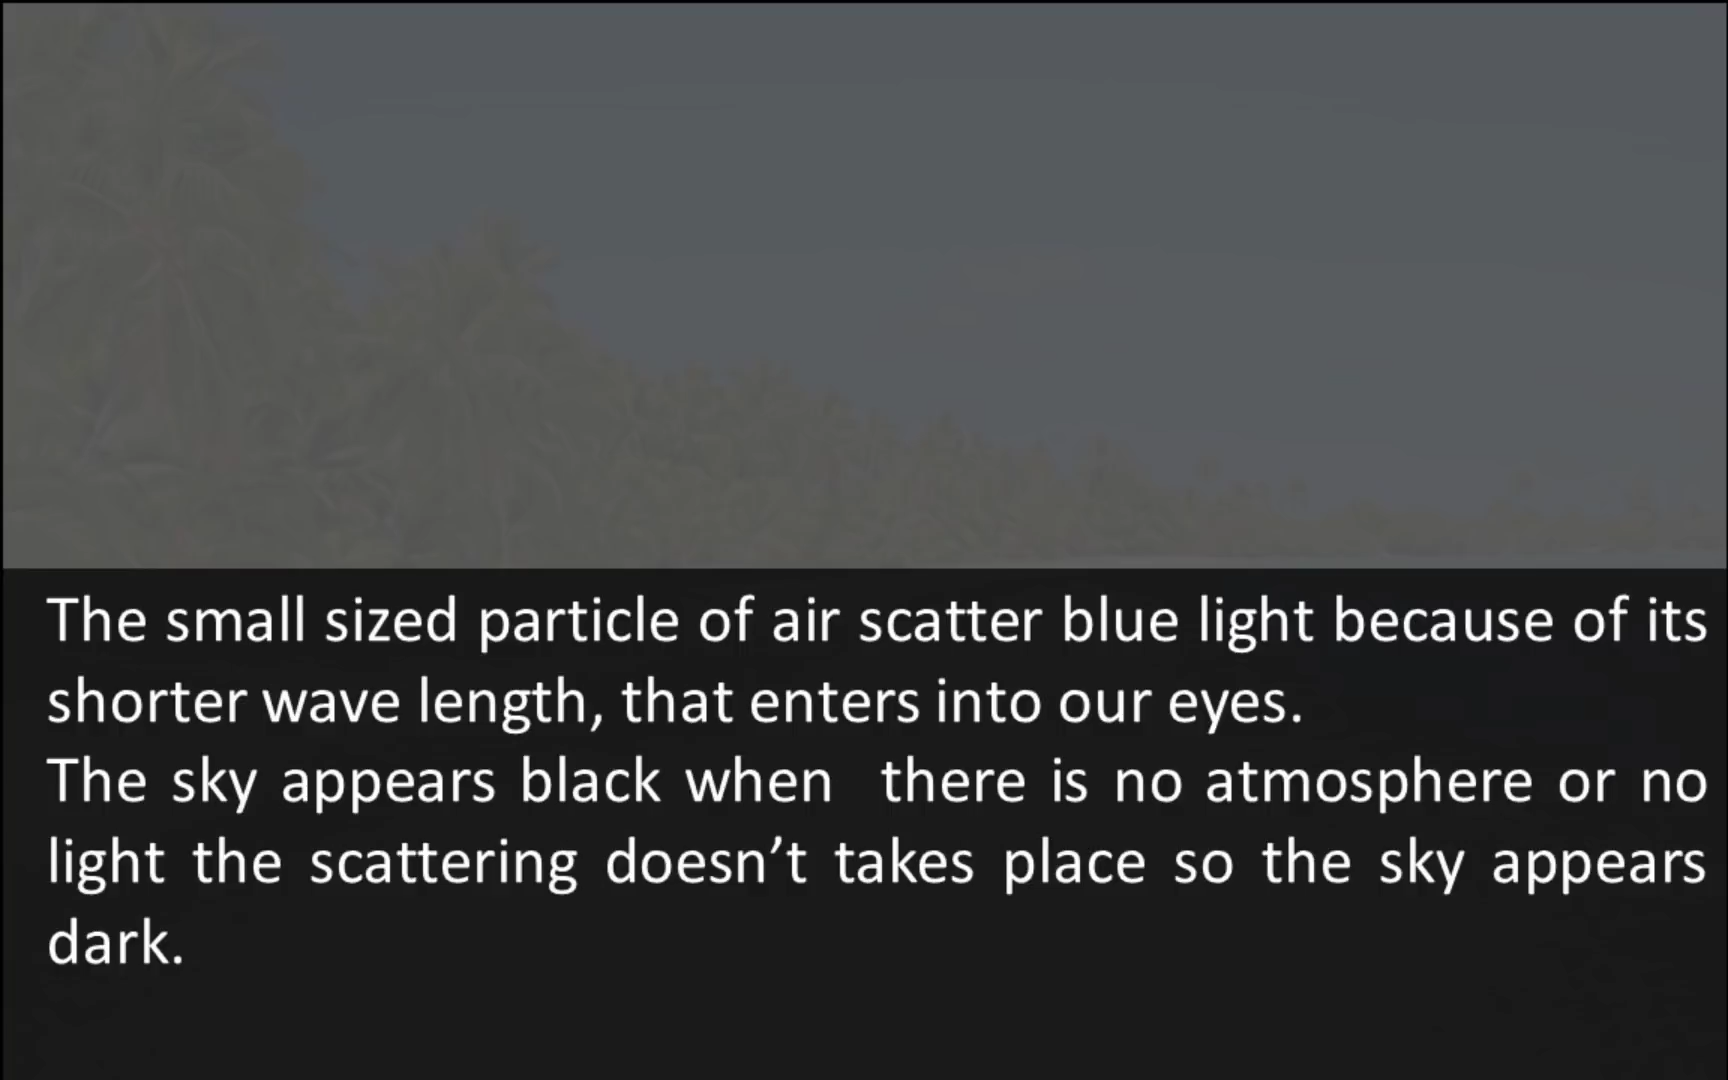 The small sized particle of air scatter blue light because of its
shorter wave length, that enters into our eyes.
The sky appears black when  there is no atmosphere or no
light the scattering doesn’t takes place so the sky appears
dark.